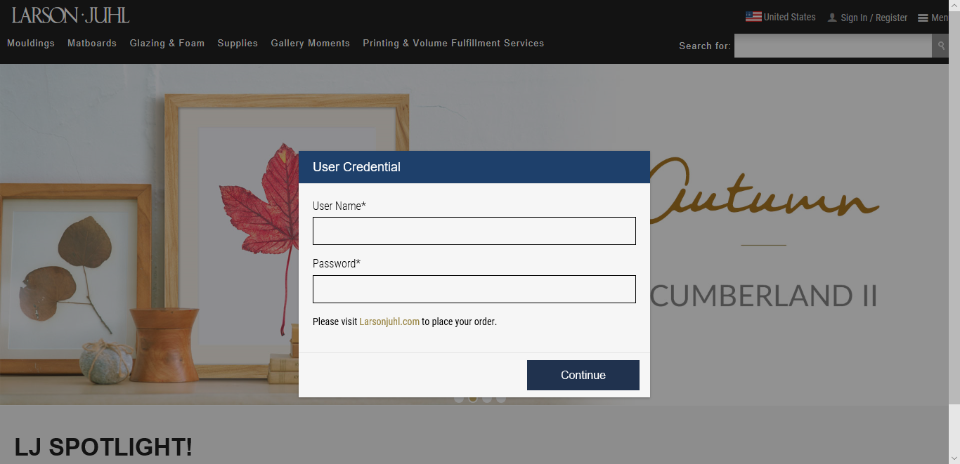 LARSON·JUHL
United States
Sign In / Register
Men
Mouldings Matboards Glazing & Foam Supplies Gallery Moments Printing & Volume Fulfillment Services
Search for:
Autumn
CUMBERLAND II
User Credential
User Name*
Password*
Please visit Larsonjuhl.com to place your order.
Continue
LJ SPOTLIGHT!